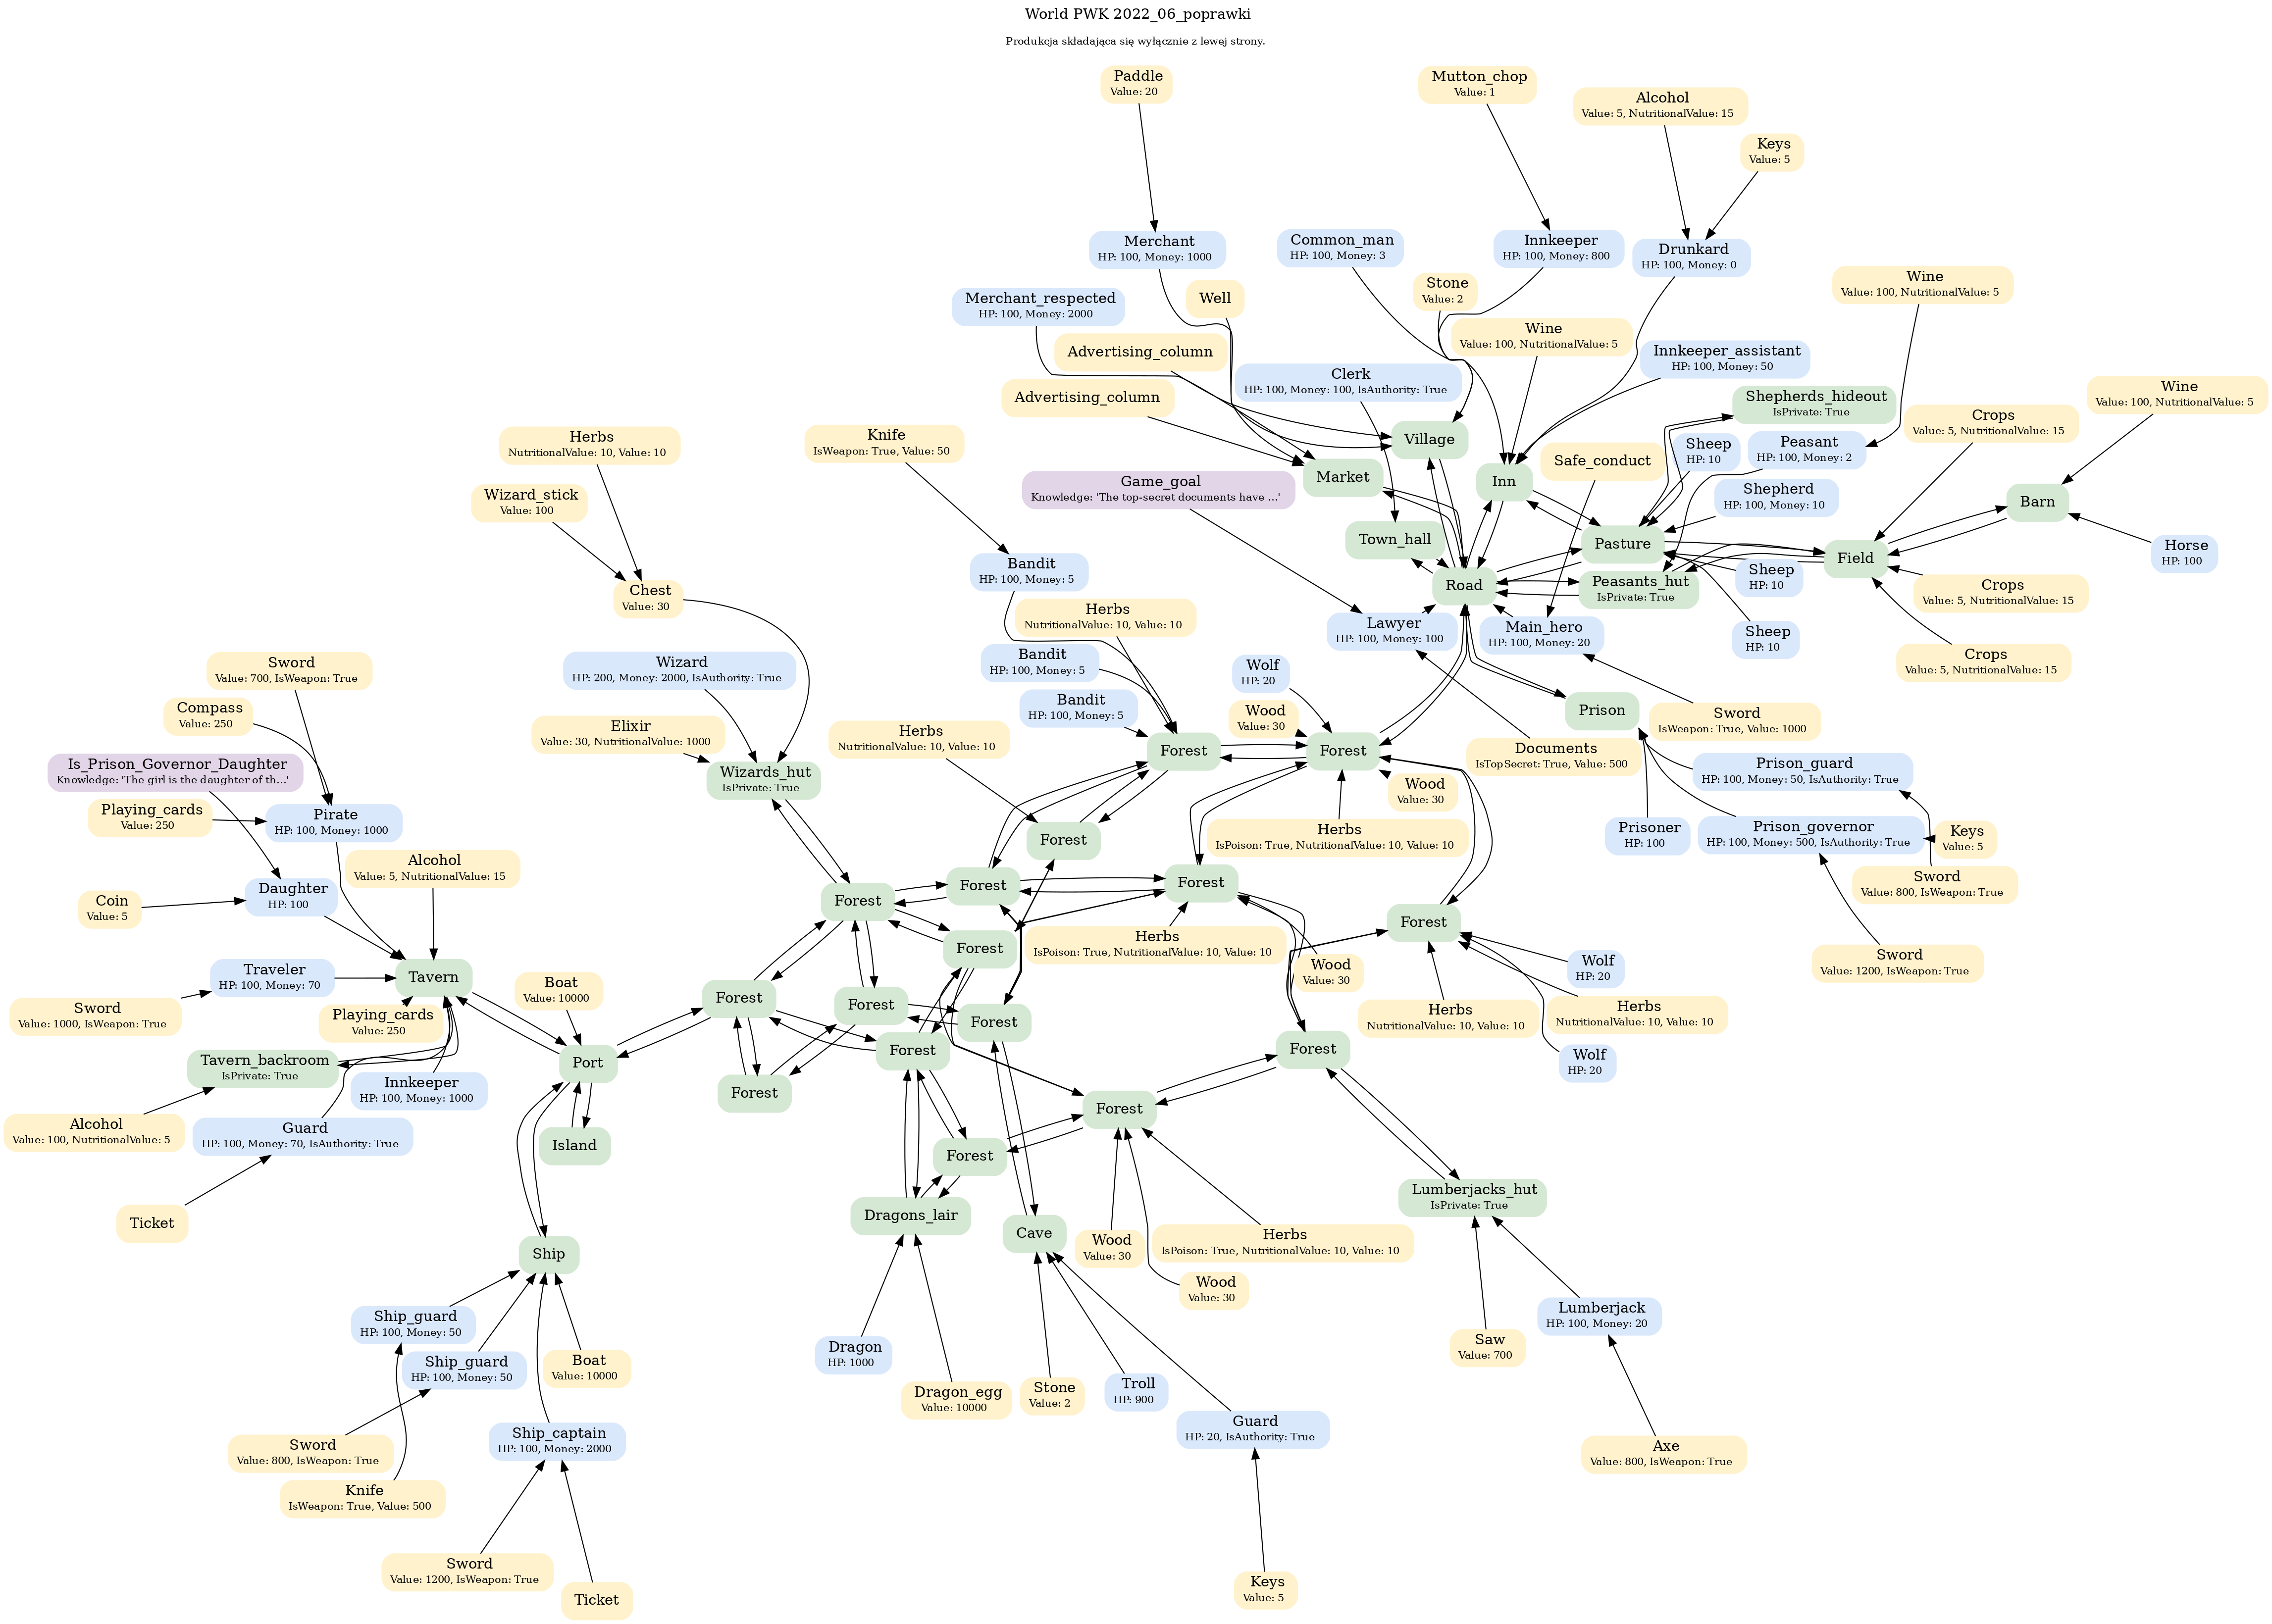 World PWK 2022_06_poprawki
Produkcja składająca się wyłącznie z lewej strony.
Paddle
Value: 20
Mutton_chop
Value: 1
Alcohol
Value: 5, NutritionalValue: 15
Keys
Value: 5
Merchant
HP: 100, Money: 1000
Common_man
HP: 100, Money: 3
Innkeeper
HP: 100, Money: 800
Drunkard
HP: 100, Money: 0
Wine
Value: 100, NutritionalValue: 5
Merchant_respected
HP: 100, Money: 2000
Well
Stone
Value: 2
Wine
Value: 100, NutritionalValue: 5
Innkeeper_assistant
HP: 100, Money: 50
Advertising_column
Clerk
HP: 100, Money: 100, IsAuthority: True
Shepherds_hideout
IsPrivate: True
Wine
Value: 100, NutritionalValue: 5
Advertising_column
Crops
Value: 5, NutritionalValue: 15
Herbs
NutritionalValue: 10, Value: 10
Knife
IsWeapon: True, Value: 50
Village
Sheep
HP: 10
Peasant
HP: 100, Money: 2
Safe_conduct
Game_goal
Knowledge: 'The top-secret documents have ...'
Market
Inn
Shepherd
HP: 100, Money: 10
Barn
Wizard_stick
Value: 100
Town_hall
Pasture
Field
Horse
HP: 100
Bandit
HP: 100, Money: 5
Road
Peasants_hut
IsPrivate: True
Sheep
HP: 10
Crops
Value: 5, NutritionalValue: 15
Chest
Value: 30
Herbs
NutritionalValue: 10, Value: 10
Lawyer
HP: 100, Money: 100
Main_hero
HP: 100, Money: 20
Sheep
HP: 10
Crops
Value: 5, NutritionalValue: 15
Sword
Value: 700, IsWeapon: True
Wizard
HP: 200, Money: 2000, IsAuthority: True
Bandit
HP: 100, Money: 5
Wolf
HP: 20
Compass
Value: 250
Bandit
HP: 100, Money: 5
Wood
Value: 30
Prison
Sword
IsWeapon: True, Value: 1000
Elixir
Value: 30, NutritionalValue: 1000
Herbs
NutritionalValue: 10, Value: 10
Forest
Forest
Documents
IsTopSecret: True, Value: 500
Is_Prison_Governor_Daughter
Knowledge: 'The girl is the daughter of th...'
Wizards_hut
IsPrivate: True
Wood
Value: 30
Prison_guard
HP: 100, Money: 50, IsAuthority: True
Playing_cards
Value: 250
Pirate
HP: 100, Money: 1000
Forest
Herbs
IsPoison: True, NutritionalValue: 10, Value: 10
Prisoner
HP: 100
Prison_governor
HP: 100, Money: 500, IsAuthority: True
Keys
Value: 5
Alcohol
Value: 5, NutritionalValue: 15
Daughter
HP: 100
Forest
Forest
Forest
Sword
Value: 800, IsWeapon: True
Coin
Value: 5
Forest
Forest
Herbs
IsPoison: True, NutritionalValue: 10, Value: 10
Wood
Value: 30
Wolf
HP: 20
Sword
Value: 1200, IsWeapon: True
Traveler
HP: 100, Money: 70
Tavern
Boat
Value: 10000
Forest
Forest
Forest
Herbs
NutritionalValue: 10, Value: 10
Herbs
NutritionalValue: 10, Value: 10
Sword
Value: 1000, IsWeapon: True
Playing_cards
Value: 250
Tavern_backroom
IsPrivate: True
Port
Forest
Forest
Wolf
HP: 20
Innkeeper
HP: 100, Money: 1000
Forest
Forest
Alcohol
Value: 100, NutritionalValue: 5
Guard
HP: 100, Money: 70, IsAuthority: True
Island
Forest
Ticket
Dragons_lair
Cave
Lumberjacks_hut
IsPrivate: True
Ship
Wood
Value: 30
Herbs
IsPoison: True, NutritionalValue: 10, Value: 10
Wood
Value: 30
Ship_guard
HP: 100, Money: 50
Lumberjack
HP: 100, Money: 20
Ship_guard
HP: 100, Money: 50
Boat
Value: 10000
Dragon
HP: 1000
Saw
Value: 700
Dragon_egg
Value: 10000
Stone
Value: 2
Troll
HP: 900
Sword
Value: 800, IsWeapon: True
Ship_captain
HP: 100, Money: 2000
Guard
HP: 20, IsAuthority: True
Axe
Value: 800, IsWeapon: True
Knife
IsWeapon: True, Value: 500
Sword
Value: 1200, IsWeapon: True
Ticket
Keys
Value: 5